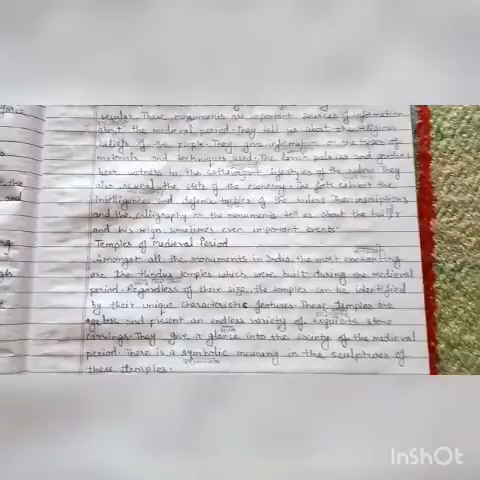 secular. These monuments are important sources of information
about the medieval period. They tell us about the religious
beliefs of the people. They give information on the types of
materials and techniques used. The lavish palaces and gardens
bear witness to the extravagant lifestyles of the rulers. They
also reveal the state of the economy. The forts exhibit the
intelligence and defence tactics of the rulers. The inscriptions
and the calligraphy on the monuments tell us about the builder
and his reign sometimes even important events.
Temples of Medieval Period
Amongst all the monuments in India, the most enchanting
are the Hindus temples which were built during the medieval
period. Regardless of their size, the temples can be identified
by their unique characteristic features. These temples are
ageless and present an endless variety of exquisite stone
carvings. They give a glance into the society of the medieval
period. There is a symbolic meaning in the sculptures of
these temples.
InShOt